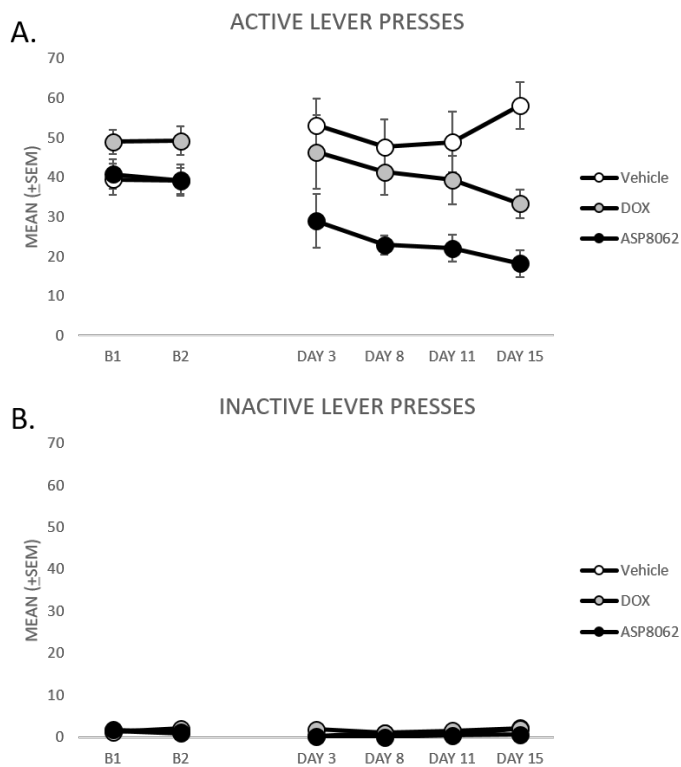 A.
ACTIVE LEVER PRESSES
70
60
50
40
30
20
10
0
MEAN (±SEM)
B1 B2 DAY 3 DAY 8 DAY 11 DAY 15
Vehicle
DOX
ASP8062
B.
INACTIVE LEVER PRESSES
70
60
50
40
30
20
10
0
MEAN (±SEM)
B1 B2 DAY 3 DAY 8 DAY 11 DAY 15
Vehicle
DOX
ASP8062